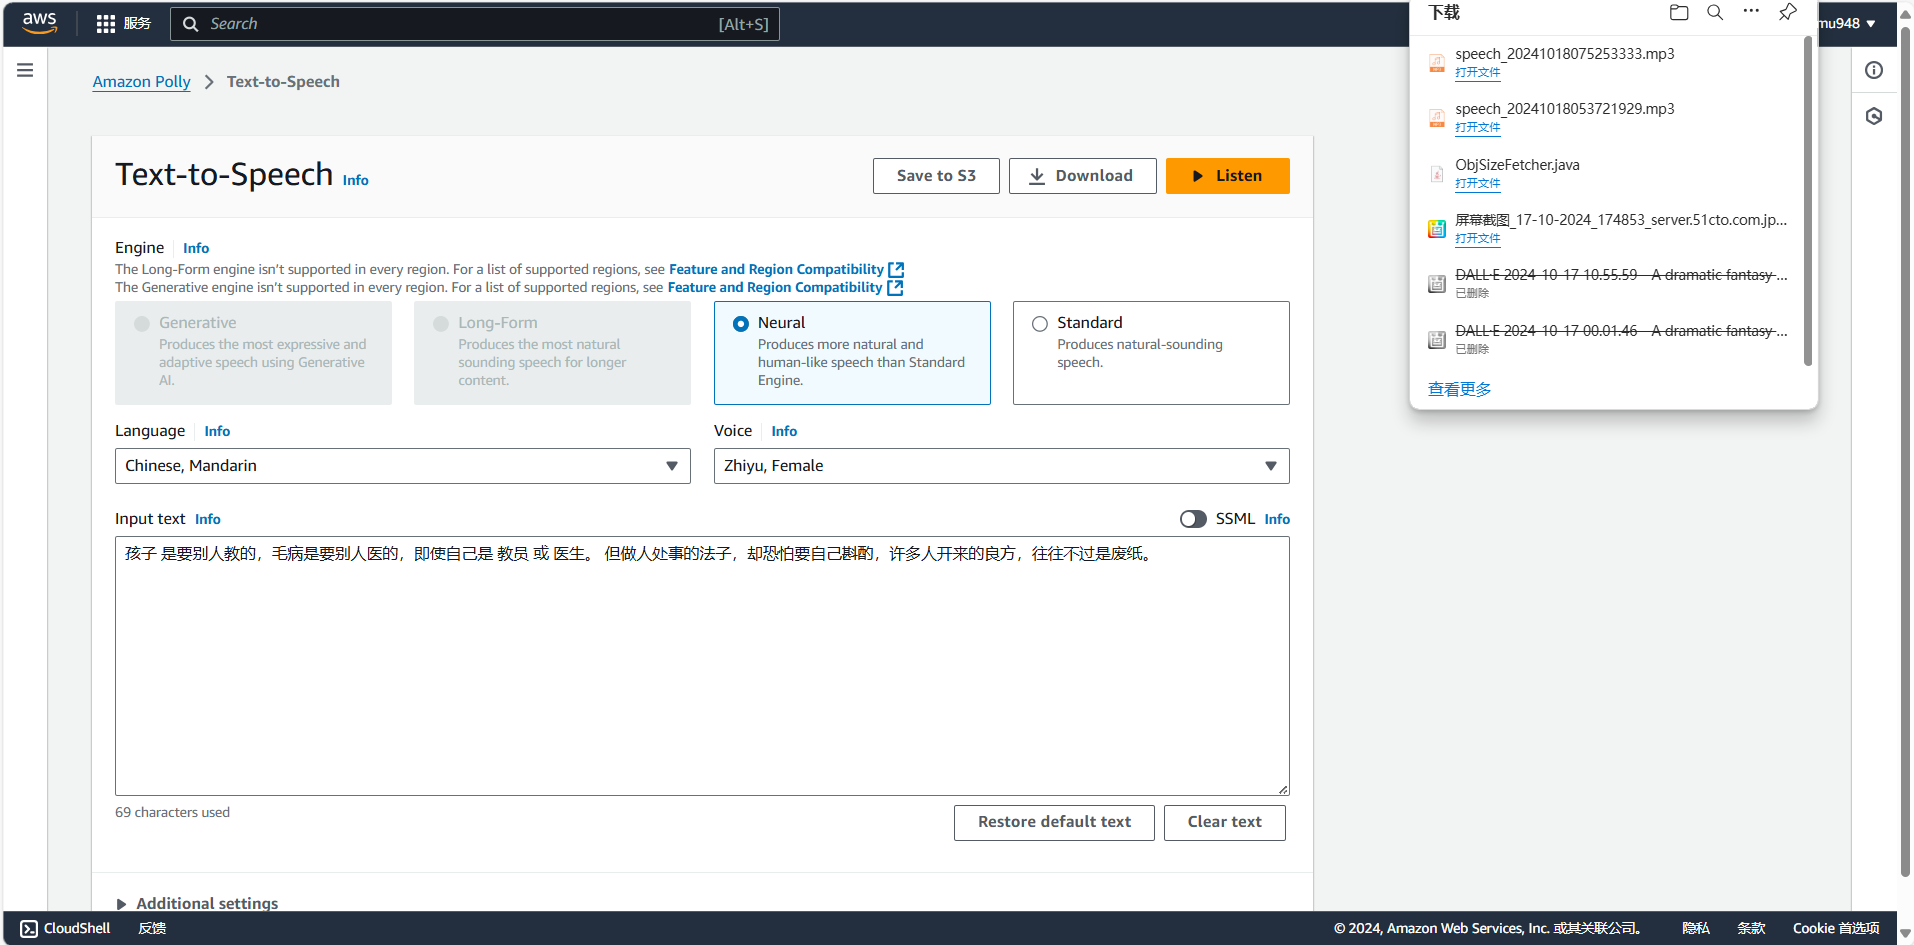 aws
服务
Search
[Alt+S]
mu948
Amazon Polly
Text-to-Speech
Text-to-Speech Info
Save to S3
Download
Listen
Engine Info
The Long-Form engine isn't supported in every region. For a list of supported regions, see Feature and Region Compatibility
The Generative engine isn't supported in every region. For a list of supported regions, see Feature and Region Compatibility
Generative
Produces the most expressive and
adaptive speech using Generative
AI.
Long-Form
Produces the most natural
sounding speech for longer
content.
Neural
Produces more natural and
human-like speech than Standard
Engine.
Standard
Produces natural-sounding
speech.
Language Info
Chinese, Mandarin
Voice Info
Zhiyu, Female
Input text Info
SSML Info
孩子 是要别人教的，毛病是要别人医的，即使自己是 教员 或 医生。 但做人处事的法子，却恐怕要自己斟酌，许多人开来的良方，往往不过是废纸。
69 characters used
Restore default text
Clear text
Additional settings
下载
speech_20241018075253333.mp3
打开文件
speech_20241018053721929.mp3
打开文件
ObjSizeFetcher.java
打开文件
屏幕截图_17-10-2024_174853_server.51cto.com.jp...
打开文件
DALL·E 2024-10-17 10.55.59 - A dramatic fantasy ...
已删除
DALL·E 2024-10-17 00.01.46 - A dramatic fantasy ...
已删除
查看更多
CloudShell
反馈
© 2024, Amazon Web Services, Inc. 或其关联公司。
隐私
条款
Cookie 首选项